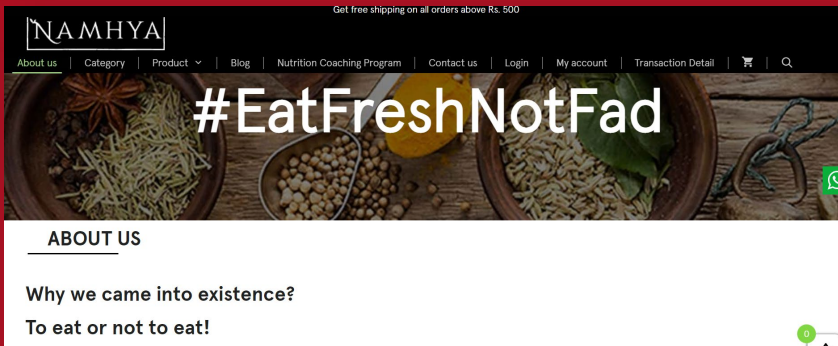 Get free shipping on all orders above Rs. 500
NAMHYA
About us Category Product Blog Nutrition Coaching Program Contact us Login My account Transaction Detail
#EatFreshNotFad
ABOUT US
Why we came into existence?
To eat or not to eat!
0